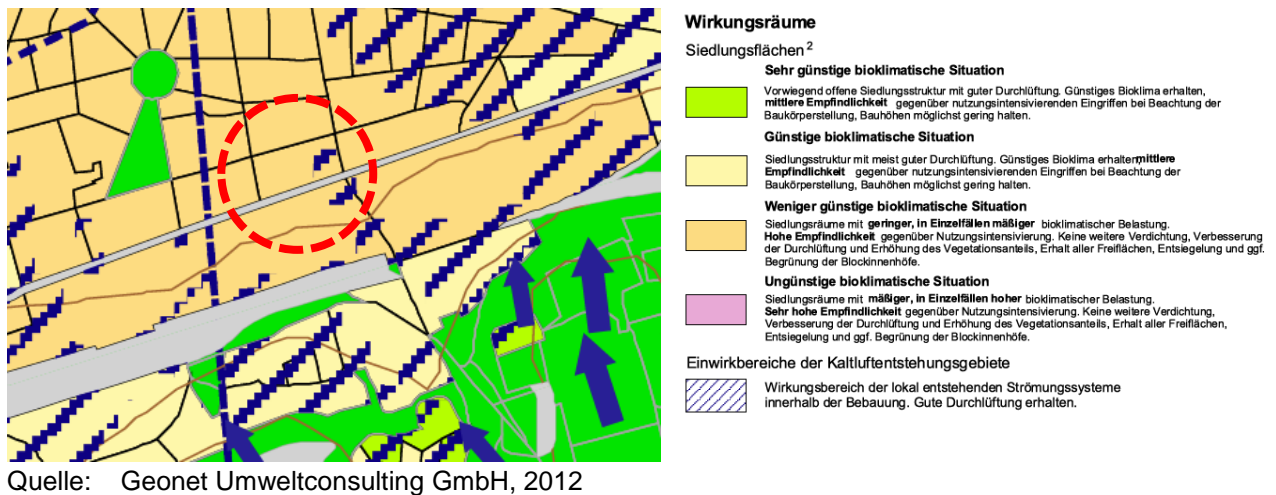 Wirkungsräume
Siedlungsflächen 2
Sehr günstige bioklimatische Situation
Vorwiegend offene Siedlungsstruktur mit guter Durchlüftung. Günstiges Bioklima erhalten,
mittlere Empfindlichkeit gegenüber nutzungsintensivierenden Eingriffen bei Beachtung der
Baukörperstellung, Bauhöhen möglichst gering halten.
Günstige bioklimatische Situation
Siedlungsstruktur mit meist guter Durchlüftung. Günstiges Bioklima erhalten, mittlere
Empfindlichkeit gegenüber nutzungsintensivierenden Eingriffen bei Beachtung der
Baukörperstellung, Bauhöhen möglichst gering halten.
Weniger günstige bioklimatische Situation
Siedlungsräume mit geringer, in Einzelfällen mäßiger bioklimatischer Belastung.
Hohe Empfindlichkeit gegenüber Nutzungsintensivierung. Keine weitere Verdichtung, Verbesserung
der Durchlüftung und Erhöhung des Vegetationsanteils, Erhalt aller Freiflächen, Entsiegelung und ggf.
Begrünung der Blockinnenhöfe.
Ungünstige bioklimatische Situation
Siedlungsräume mit mäßiger, in Einzelfällen hoher bioklimatischer Belastung.
Sehr hohe Empfindlichkeit gegenüber Nutzungsintensivierung. Keine weitere Verdichtung,
Verbesserung der Durchlüftung und Erhöhung des Vegetationsanteils, Erhalt aller Freiflächen,
Entsiegelung und ggf. Begrünung der Blockinnenhöfe.
Einwirkbereiche der Kaltluftentstehungsgebiete
Wirkungsbereich der lokal entstehenden Strömungssysteme
innerhalb der Bebauung. Gute Durchlüftung erhalten.
Quelle: Geonet Umweltconsulting GmbH, 2012